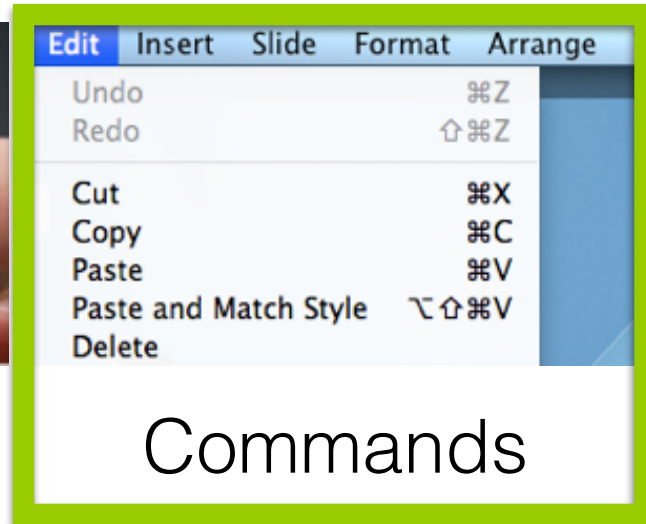 Edit Insert Slide Format Arrange
Undo ⌘Z
Redo ⇧⌘Z
Cut ⌘X
Copy ⌘C
Paste ⌘V
Paste and Match Style ⌥⇧⌘V
Delete
Commands